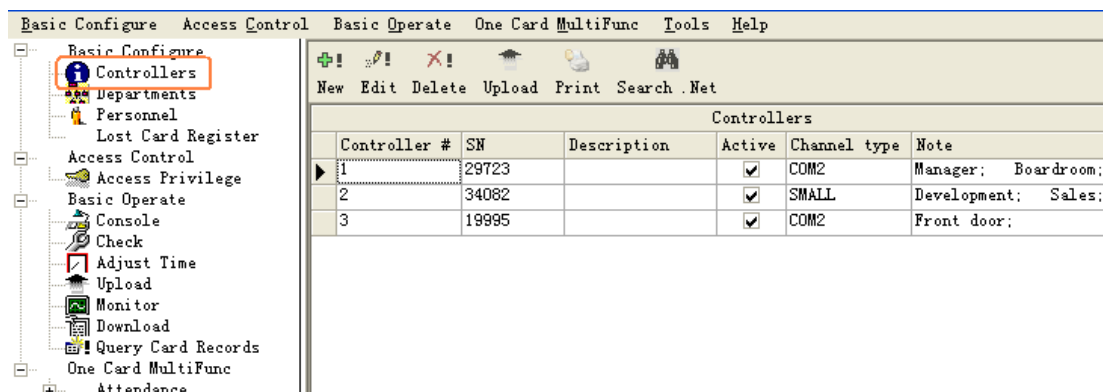 Basic Configure Access Control Basic Operate One Card MultiFunc Tools Help
Basic Configure
Controllers
Departments
Personnel
Lost Card Register
Access Control
Access Privilege
Basic Operate
Console
Check
Adjust Time
Upload
Monitor
Download
Query Card Records
One Card MultiFunc
Attendance
New Edit Delete Upload Print Search .Net
Controllers
Controller # SN Description Active Channel type Note
1 29723 COM2 Manager; Boardroom;
2 34082 SMALL Development; Sales;
3 19995 COM2 Front door;